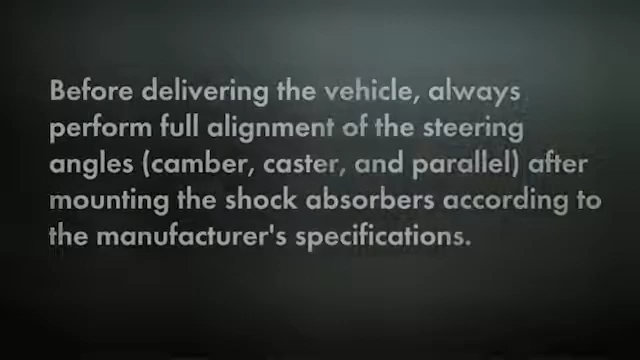 Before delivering the vehicle, always
perform full alignment of the steering
angles (camber, caster, and parallel) after
mounting the shock absorbers according to
the manufacturer's specifications.